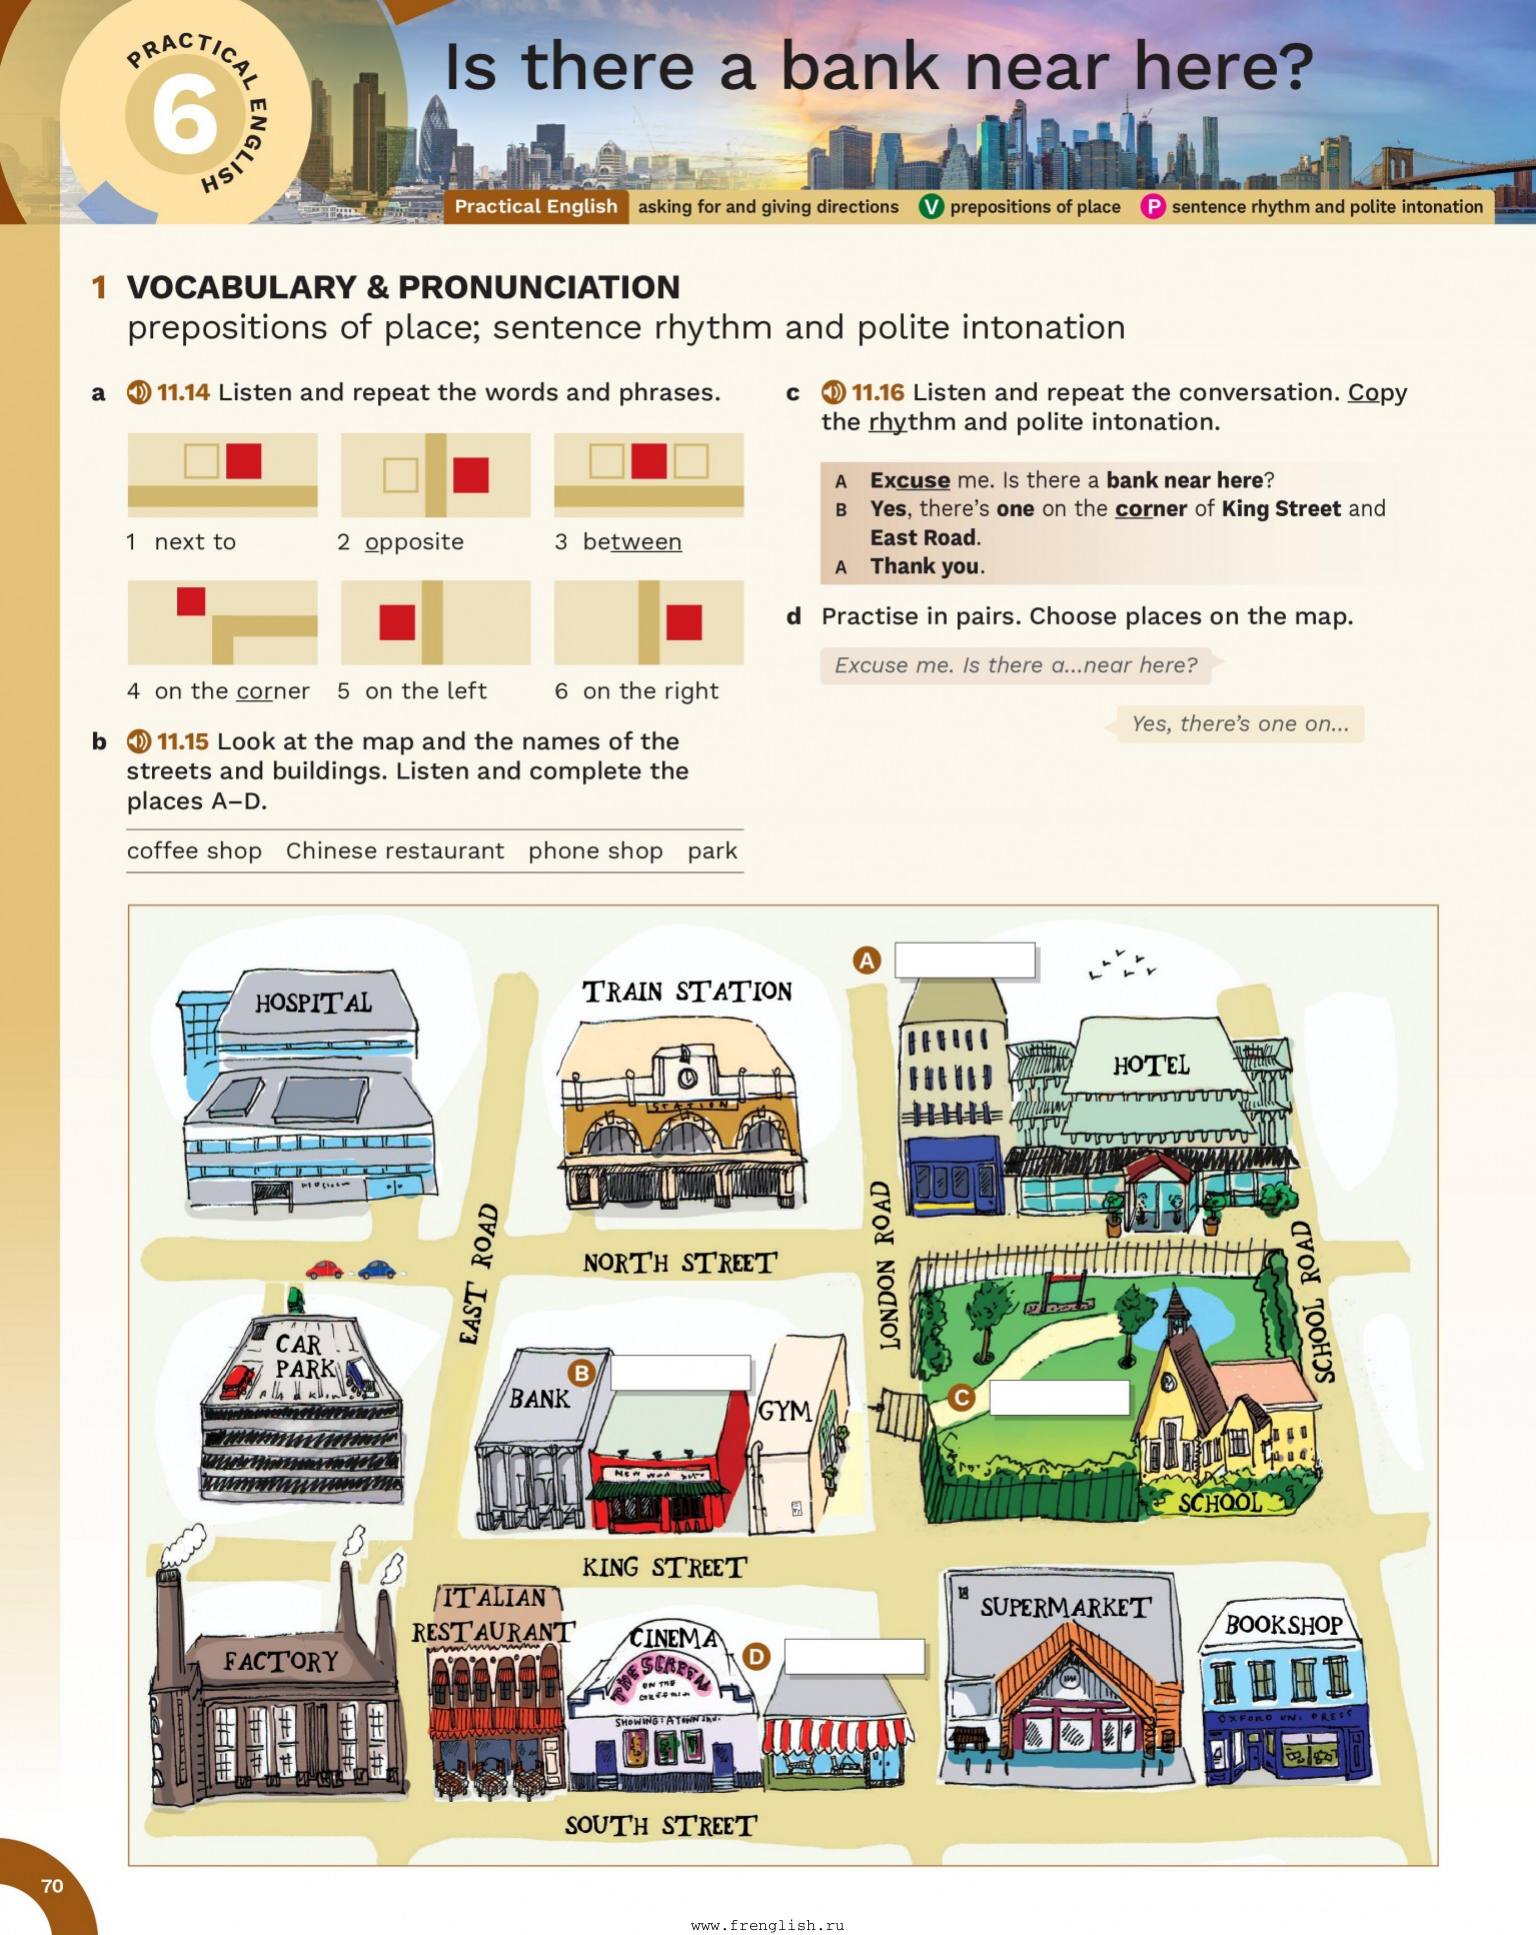 PRACTICAL ENGLISH
6
Is there a bank near here?
Practical English asking for and giving directions V prepositions of place P sentence rhythm and polite intonation
1 VOCABULARY & PRONUNCIATION
prepositions of place; sentence rhythm and polite intonation
a 11.14 Listen and repeat the words and phrases.
1 next to
2 opposite
3 between
4 on the corner
5 on the left
6 on the right
b 11.15 Look at the map and the names of the
streets and buildings. Listen and complete the
places A–D.
coffee shop Chinese restaurant phone shop park
c 11.16 Listen and repeat the conversation. Copy
the rhythm and polite intonation.
A Excuse me. Is there a bank near here?
B Yes, there's one on the corner of King Street and
East Road.
A Thank you.
d Practise in pairs. Choose places on the map.
Excuse me. Is there a...near here?
Yes, there's one on...
A
HOSPITAL
TRAIN STATION
STATION
HOTEL
NORTH STREET
EAST ROAD
LONDON ROAD
SCHOOL ROAD
CAR
PARK
BANK
B
GYM
C
SCHOOL
KING STREET
FACTORY
ITALIAN
RESTAURANT
CINEMA
THE SCREEN
ON THE
D
SUPERMARKET
BOOKSHOP
OXFORD UNI. PRESS
SOUTH STREET
70
www.frenglish.ru